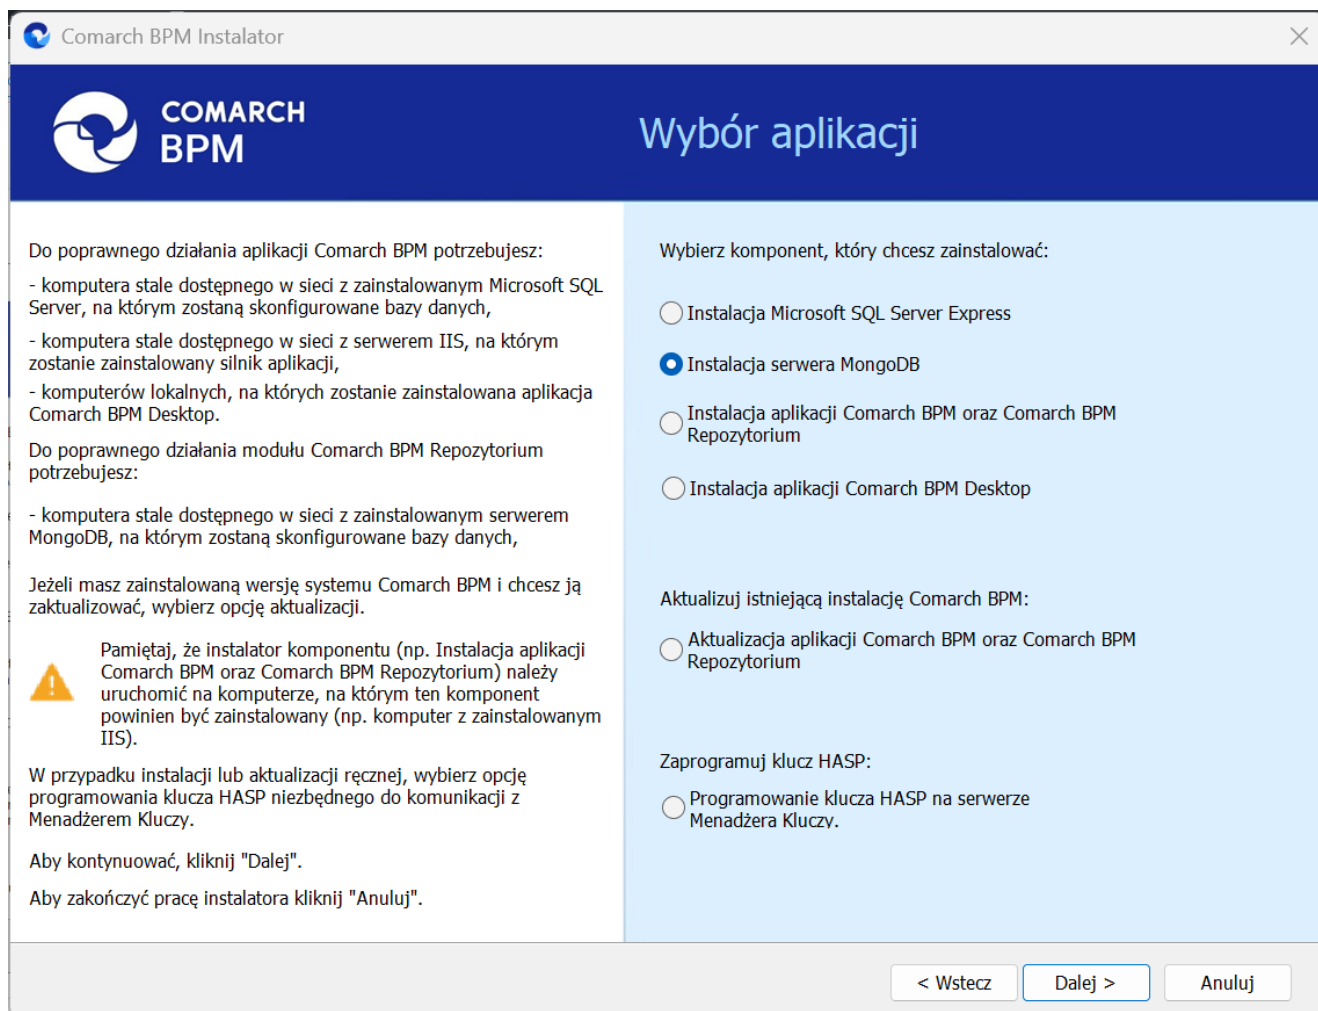 Comarch BPM Instalator
COMARCH
BPM
Wybór aplikacji
Do poprawnego działania aplikacji Comarch BPM potrzebujesz:
- komputera stale dostępnego w sieci z zainstalowanym Microsoft SQL
Server, na którym zostaną skonfigurowane bazy danych,
- komputera stale dostępnego w sieci z serwerem IIS, na którym
zostanie zainstalowany silnik aplikacji,
- komputerów lokalnych, na których zostanie zainstalowana aplikacja
Comarch BPM Desktop.
Do poprawnego działania modułu Comarch BPM Repozytorium
potrzebujesz:
- komputera stale dostępnego w sieci z zainstalowanym serwerem
MongoDB, na którym zostaną skonfigurowane bazy danych,
Jeżeli masz zainstalowaną wersję systemu Comarch BPM i chcesz ją
zaktualizować, wybierz opcję aktualizacji.
Pamiętaj, że instalator komponentu (np. Instalacja aplikacji
Comarch BPM oraz Comarch BPM Repozytorium) należy
uruchomić na komputerze, na którym ten komponent
powinien być zainstalowany (np. komputer z zainstalowanym
IIS).
W przypadku instalacji lub aktualizacji ręcznej, wybierz opcję
programowania klucza HASP niezbędnego do komunikacji z
Menadżerem Kluczy.
Aby kontynuować, kliknij "Dalej".
Aby zakończyć pracę instalatora kliknij "Anuluj".
Wybierz komponent, który chcesz zainstalować:
Instalacja Microsoft SQL Server Express
Instalacja serwera MongoDB
Instalacja aplikacji Comarch BPM oraz Comarch BPM
Repozytorium
Instalacja aplikacji Comarch BPM Desktop
Aktualizuj istniejącą instalację Comarch BPM:
Aktualizacja aplikacji Comarch BPM oraz Comarch BPM
Repozytorium
Zaprogramuj klucz HASP:
Programowanie klucza HASP na serwerze
Menadżera Kluczy.
< Wstecz
Dalej >
Anuluj